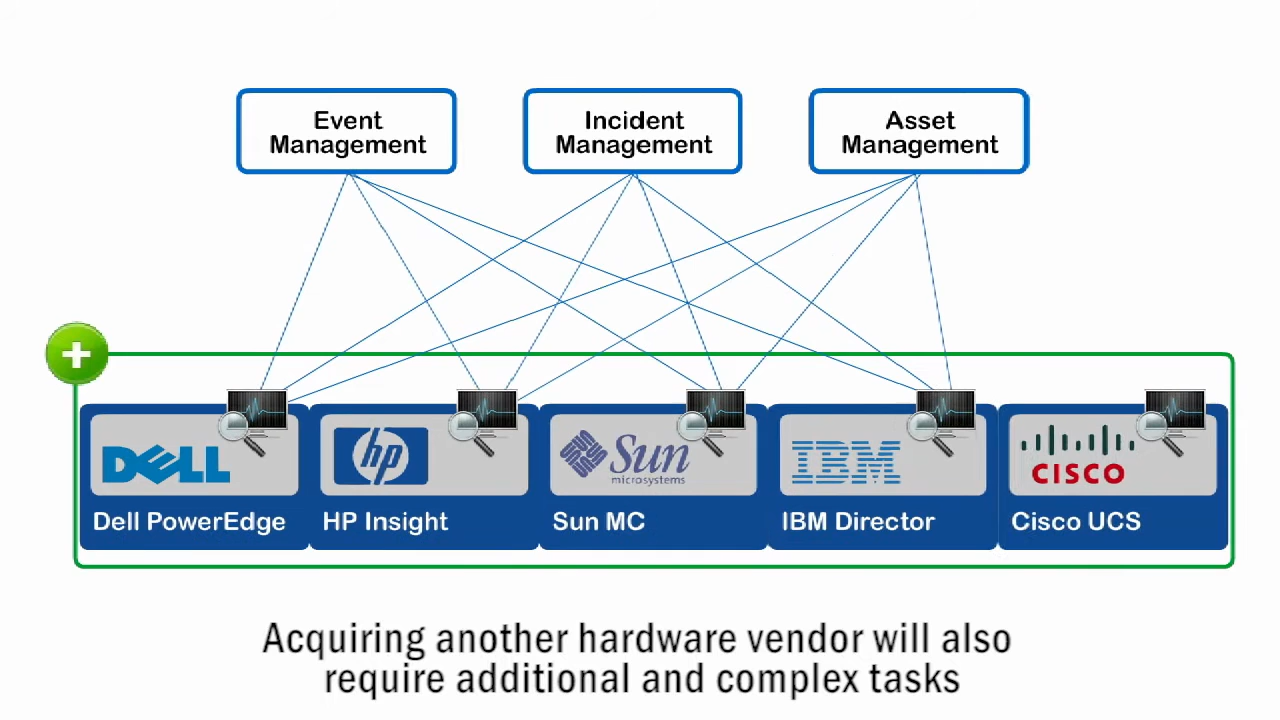 Event
Management
Incident
Management
Asset
Management
DELL
hp
Sun
microsystems
IBM
CISCO
Dell PowerEdge
HP Insight
Sun MC
IBM Director
Cisco UCS
Acquiring another hardware vendor will also
require additional and complex tasks